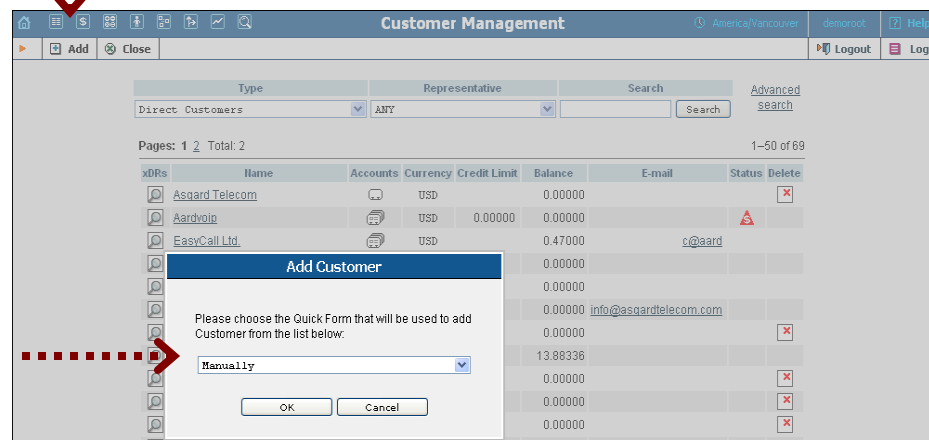 Customer Management
America/Vancouver
demoroot
? Help
Add
Close
Logout
Log
Type
Representative
Search
Advanced search
Direct Customers
ANY
Search
Pages: 1 2 Total: 2
1–50 of 69
xDRs Name Accounts Currency Credit Limit Balance E-mail Status Delete
Asgard Telecom USD 0.00000
Aardvoip USD 0.00000 0.00000
EasyCall Ltd. USD 0.47000 c@aard
0.00000
0.00000
0.00000 info@asgardtelecom.com
0.00000
13.88336
0.00000
0.00000
0.00000
Add Customer
Please choose the Quick Form that will be used to add
Customer from the list below:
Manually
OK
Cancel